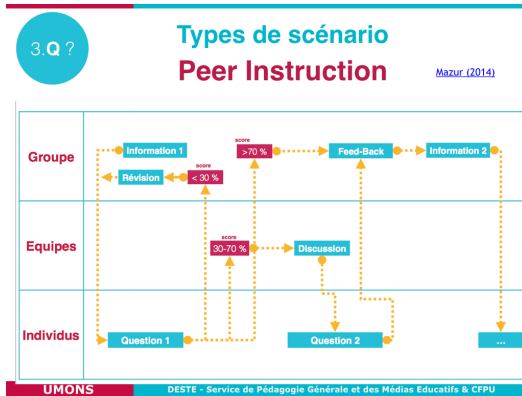 3.Q ?
Types de scénario
Peer Instruction
Mazur (2014)
Groupe
Information 1
score
>70 %
Feed-Back
Information 2
Révision
score
< 30 %
Equipes
score
30-70 %
Discussion
Individus
Question 1
Question 2
...
UMONS
DESTE - Service de Pédagogie Générale et des Médias Educatifs & CFPU